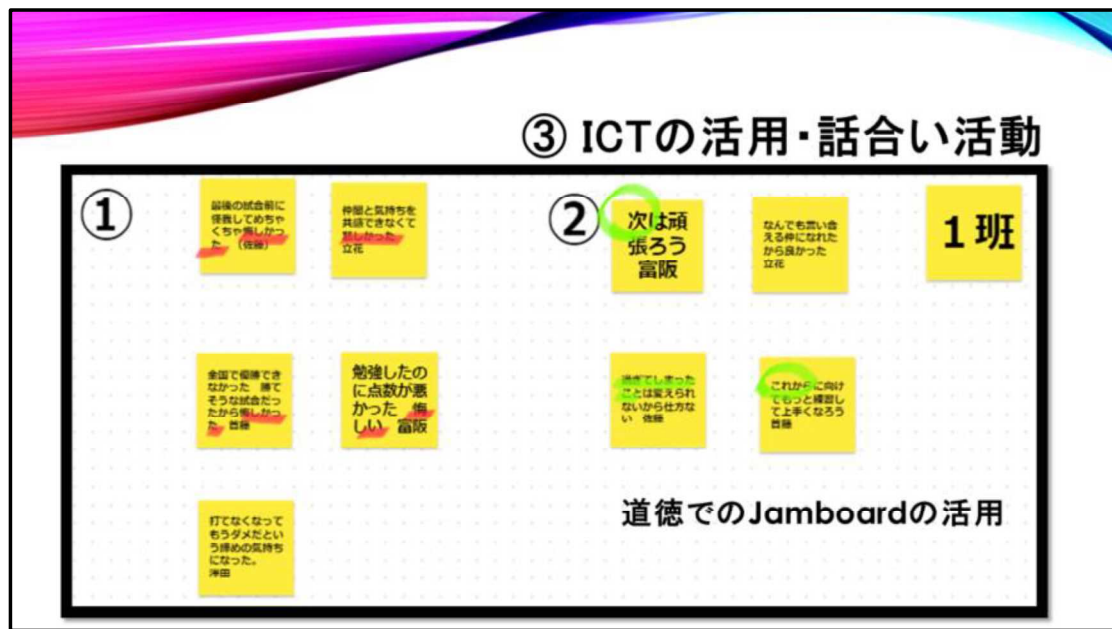 ③ ICTの活用・話合い活動
①
最後の試合前に
怪我してめちゃ
くちゃ悔しかっ
た （佐藤）
仲間と気持ちを
共感できなくて
悲しかった
立花
全国で優勝でき
なかった 勝て
そうな試合だっ
たから悔しかっ
た 首藤
勉強したの
に点数が悪
かった 悔
しい 富阪
打てなくなって
もうダメだとい
う諦めの気持ち
になった。
②
次は頑
張ろう
富阪
なんでも言い合
える仲になれた
から良かった
立花
１班
過ぎてしまった
ことは変えられ
ないから仕方な
い 佐藤
これからに向け
てもっと練習し
て上手くなろう
首藤
道徳でのJamboardの活用